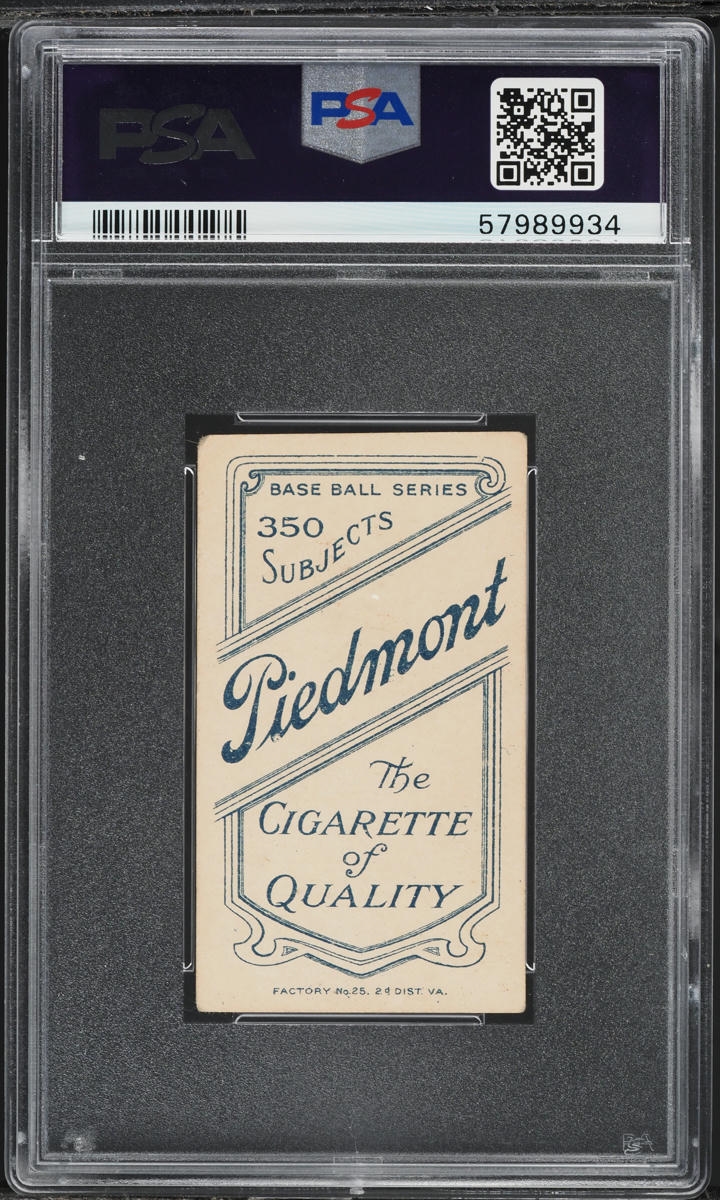 PSA
PSA
57989934
BASE BALL SERIES
350
SUBJECTS
Piedmont
The
CIGARETTE
of
QUALITY
FACTORY No. 25. 2d DIST. VA.
PSA